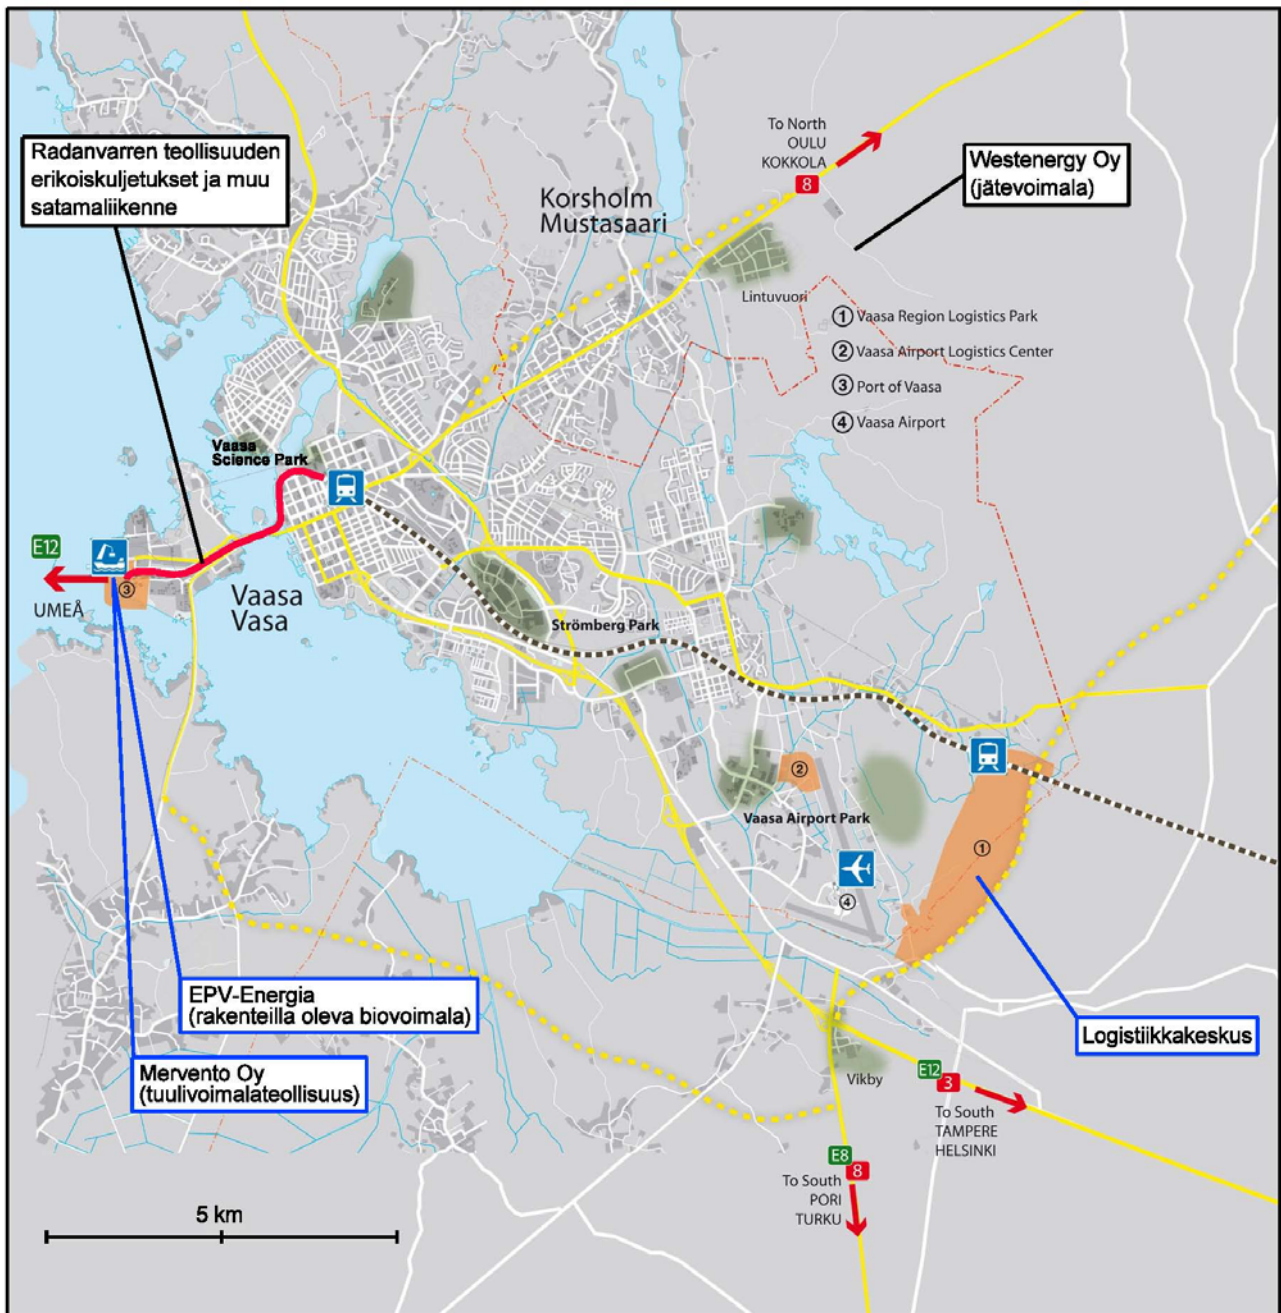 Radanvarren teollisuuden
erikoiskuljetukset ja muu
satamaliikenne
To North
OULU
KOKKOLA
8
Westenergy Oy
(jätevoimala)
Korsholm
Mustasaari
Lintuvuori
1 Vaasa Region Logistics Park
2 Vaasa Airport Logistics Center
3 Port of Vaasa
4 Vaasa Airport
Vaasa
Science Park
E12
UMEÅ
3
Vaasa
Vasa
Strömberg Park
2
Vaasa Airport Park
1
4
EPV-Energia
(rakenteilla oleva biovoimala)
Mervento Oy
(tuulivoimalateollisuus)
Logistiikkakeskus
Vikby
E12
3
To South
TAMPERE
HELSINKI
E8
8
To South
PORI
TURKU
5 km